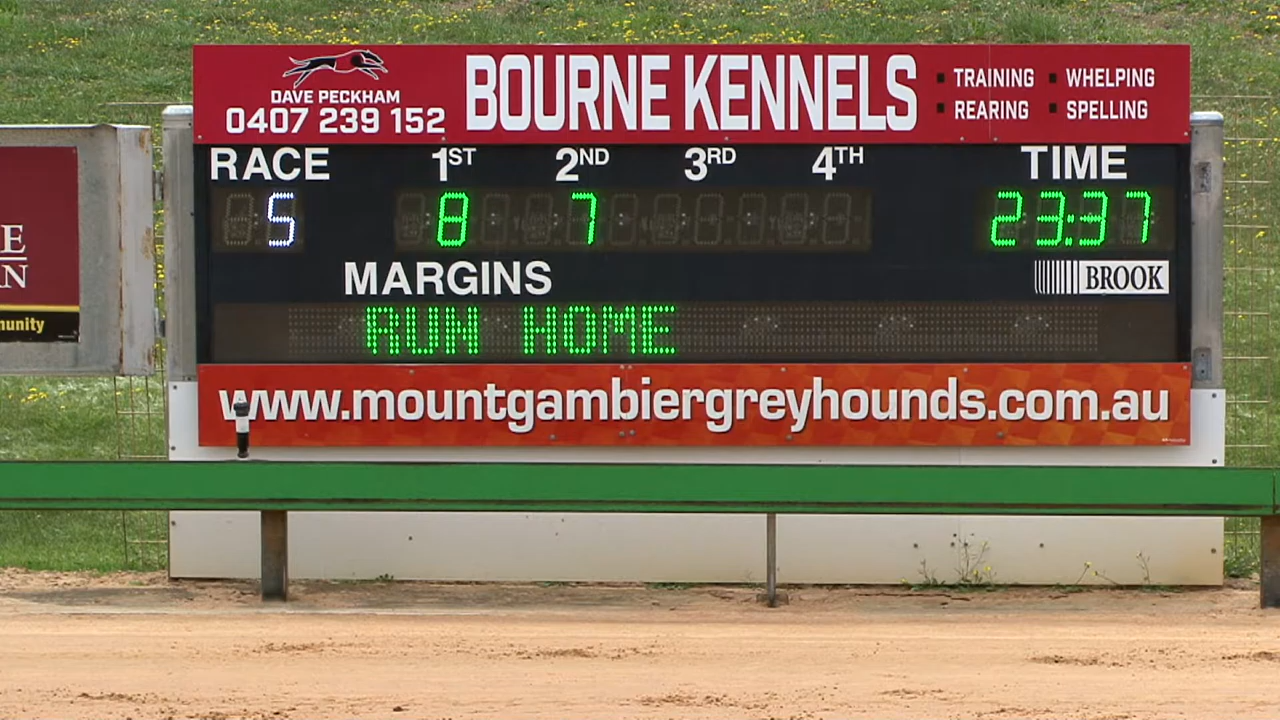 DAVE PECKHAM
0407 239 152
BOURNE KENNELS
▪ TRAINING ▪ WHELPING
▪ REARING ▪ SPELLING
RACE 1ST 2ND 3RD 4TH TIME
5 8 7 23:37
MARGINS
BROOK
RUN HOME
www.mountgambiergreyhounds.com.au
E
N
munity